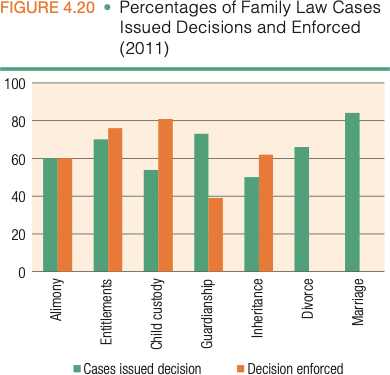 FIGURE 4.20 • Percentages of Family Law Cases
Issued Decisions and Enforced
(2011)
100
80
60
40
20
0
Alimony
Entitlements
Child custody
Guardianship
Inheritance
Divorce
Marriage
Cases issued decision
Decision enforced